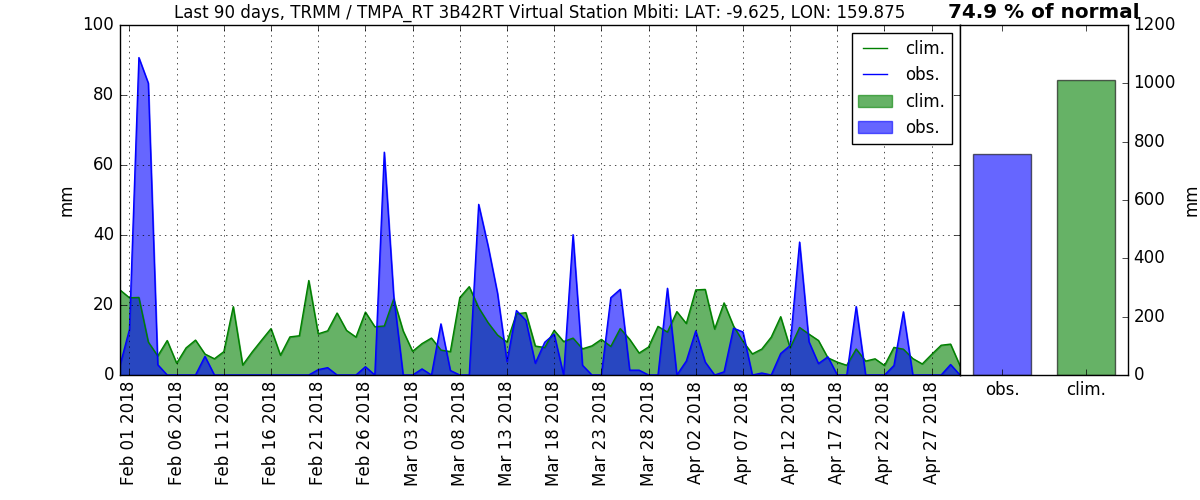 Last 90 days, TRMM / TMPA_RT 3B42RT Virtual Station Mbiti: LAT: -9.625, LON: 159.875
74.9 % of normal
100
80
60
40
20
0
mm
clim.
obs.
clim.
obs.
1200
1000
800
600
400
200
0
mm
obs.
clim.
Feb 01 2018
Feb 06 2018
Feb 11 2018
Feb 16 2018
Feb 21 2018
Feb 26 2018
Mar 03 2018
Mar 08 2018
Mar 13 2018
Mar 18 2018
Mar 23 2018
Mar 28 2018
Apr 02 2018
Apr 07 2018
Apr 12 2018
Apr 17 2018
Apr 22 2018
Apr 27 2018